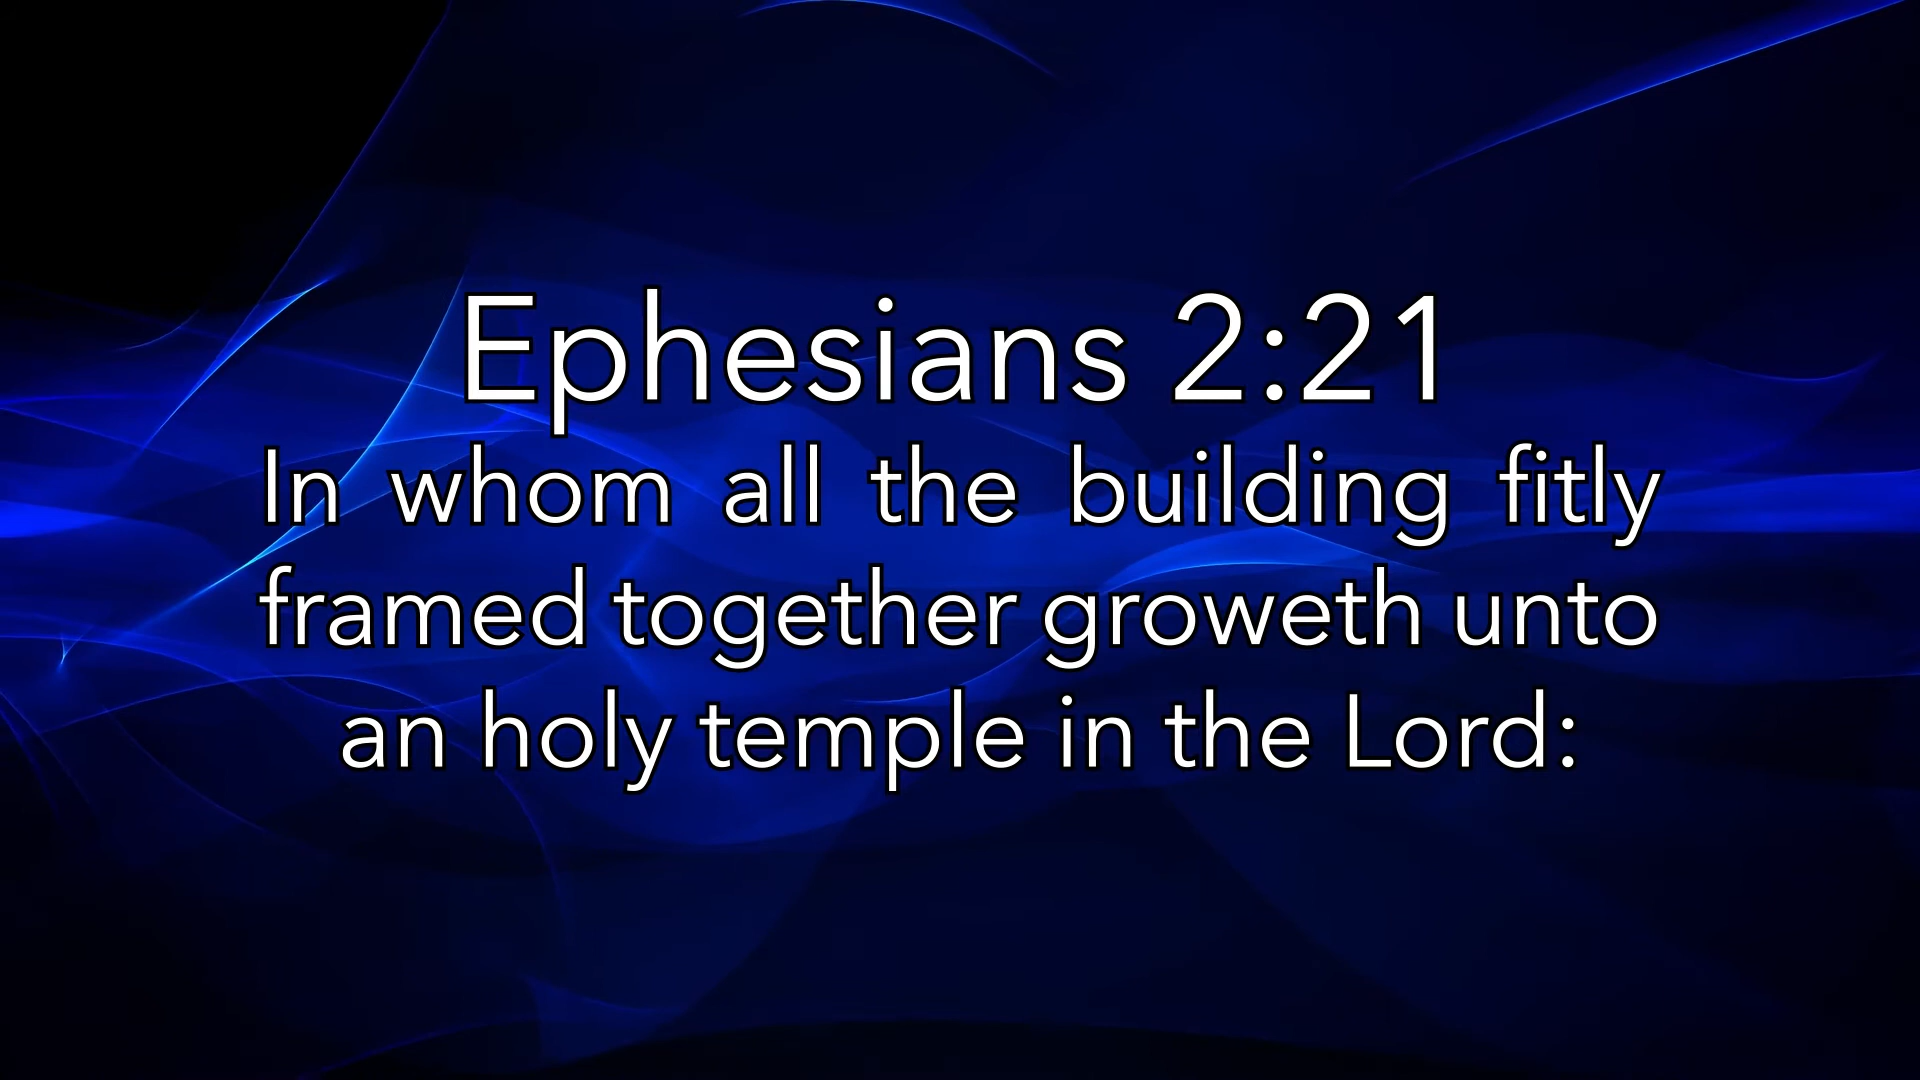 Ephesians 2:21
In whom all the building fitly
framed together groweth unto
an holy temple in the Lord: